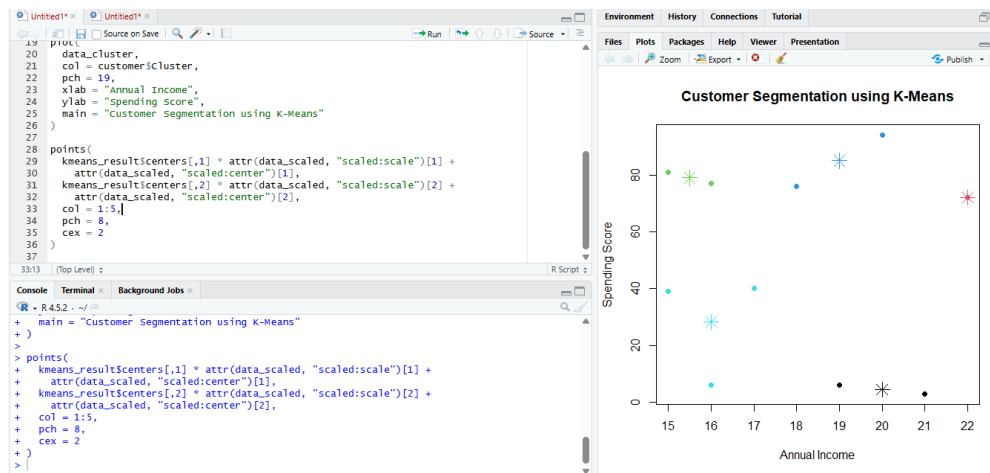 Untitled1* × Untitled1* ×
Source on Save Run Source
19 plot(
20 data_cluster,
21 col = customer$Cluster,
22 pch = 19,
23 xlab = "Annual Income",
24 ylab = "Spending Score",
25 main = "Customer Segmentation using K-Means"
26 )
27
28 points(
29 kmeans_result$centers[,1] * attr(data_scaled, "scaled:scale")[1] +
30 attr(data_scaled, "scaled:center")[1],
31 kmeans_result$centers[,2] * attr(data_scaled, "scaled:scale")[2] +
32 attr(data_scaled, "scaled:center")[2],
33 col = 1:5,
34 pch = 8,
35 cex = 2
36 )
37
33:13 (Top Level) R Script
Console Terminal × Background Jobs ×
R 4.5.2 · ~/
+ main = "Customer Segmentation using K-Means"
+ )
>
> points(
+ kmeans_result$centers[,1] * attr(data_scaled, "scaled:scale")[1] +
+ attr(data_scaled, "scaled:center")[1],
+ kmeans_result$centers[,2] * attr(data_scaled, "scaled:scale")[2] +
+ attr(data_scaled, "scaled:center")[2],
+ col = 1:5,
+ pch = 8,
+ cex = 2
+ )
>
Environment History Connections Tutorial
Files Plots Packages Help Viewer Presentation
Zoom Export Publish
Customer Segmentation using K-Means
Spending Score
80
60
40
20
0
15 16 17 18 19 20 21 22
Annual Income